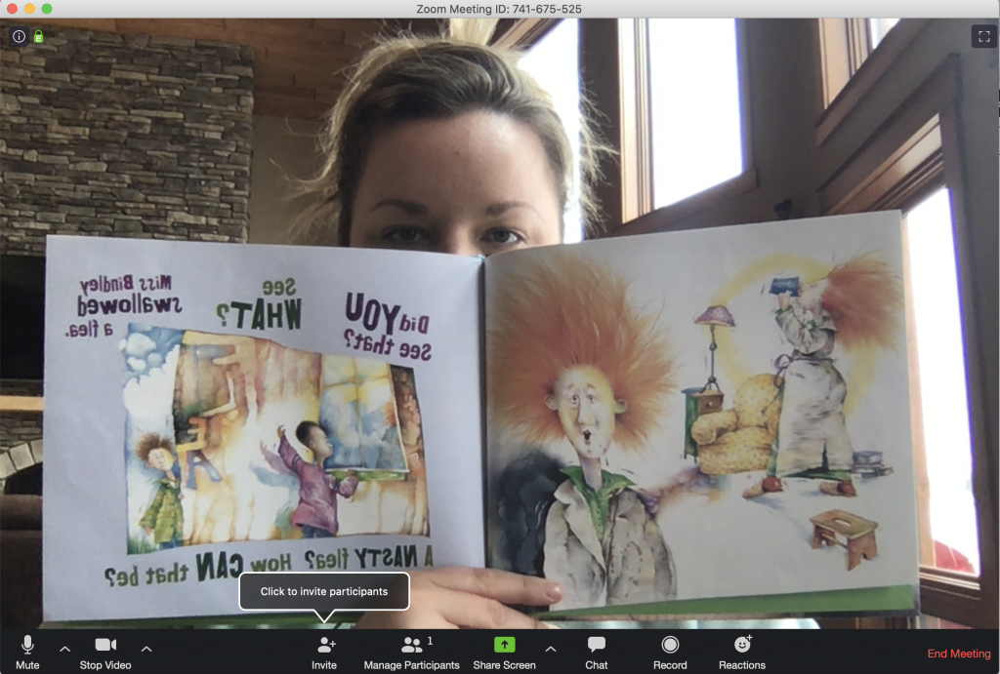 Zoom Meeting ID: 741-675-525
Did YOU
See that?
See
WHAT?
Miss Bindley
swallowed
a flea.
A NASTY flea? How CAN that be?
Click to invite participants
Mute
Stop Video
Invite
Manage Participants
1
Share Screen
Chat
Record
Reactions
End Meeting